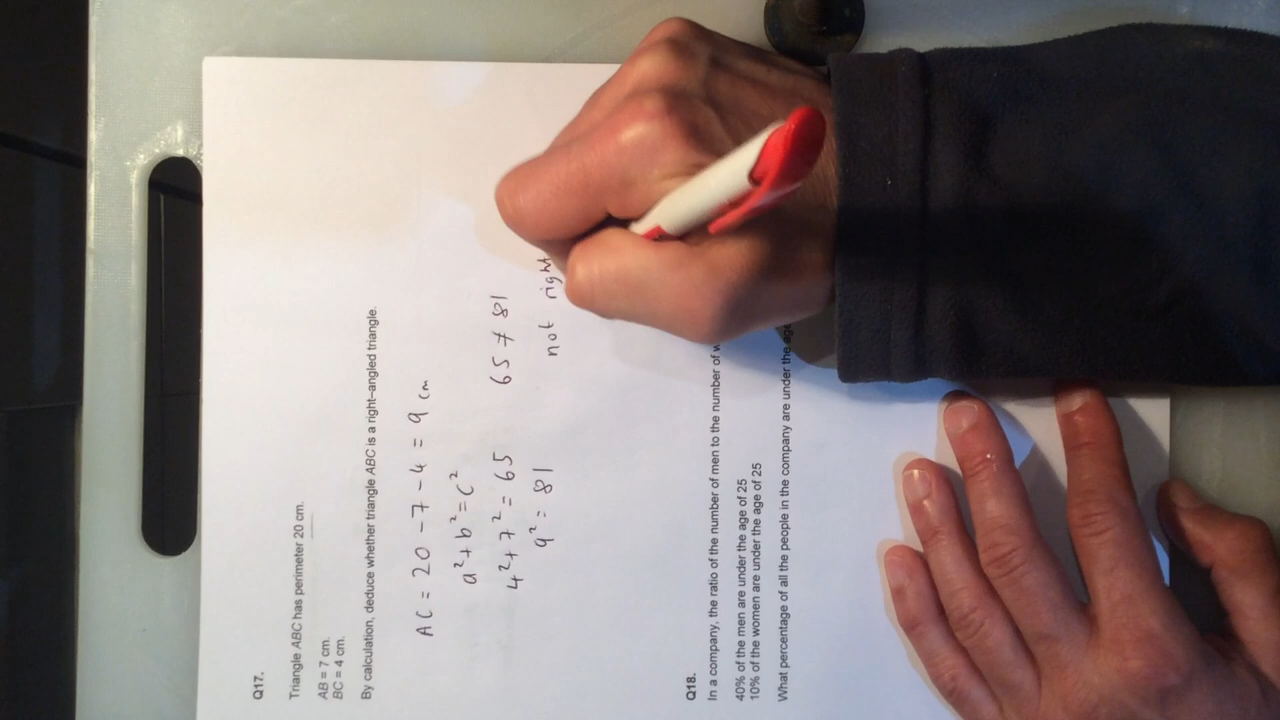 Q17.
Triangle ABC has perimeter 20 cm.
AB = 7 cm.
BC = 4 cm.
By calculation, deduce whether triangle ABC is a right–angled triangle.
AC = 20 - 7 - 4 = 9 cm
a² + b² = c²
4² + 7² = 65 65 ≠ 81
9² = 81
not right
Q18.
In a company, the ratio of the number of men to the number of
40% of the men are under the age of 25
10% of the women are under the age of 25
What percentage of all the people in the company are under the age